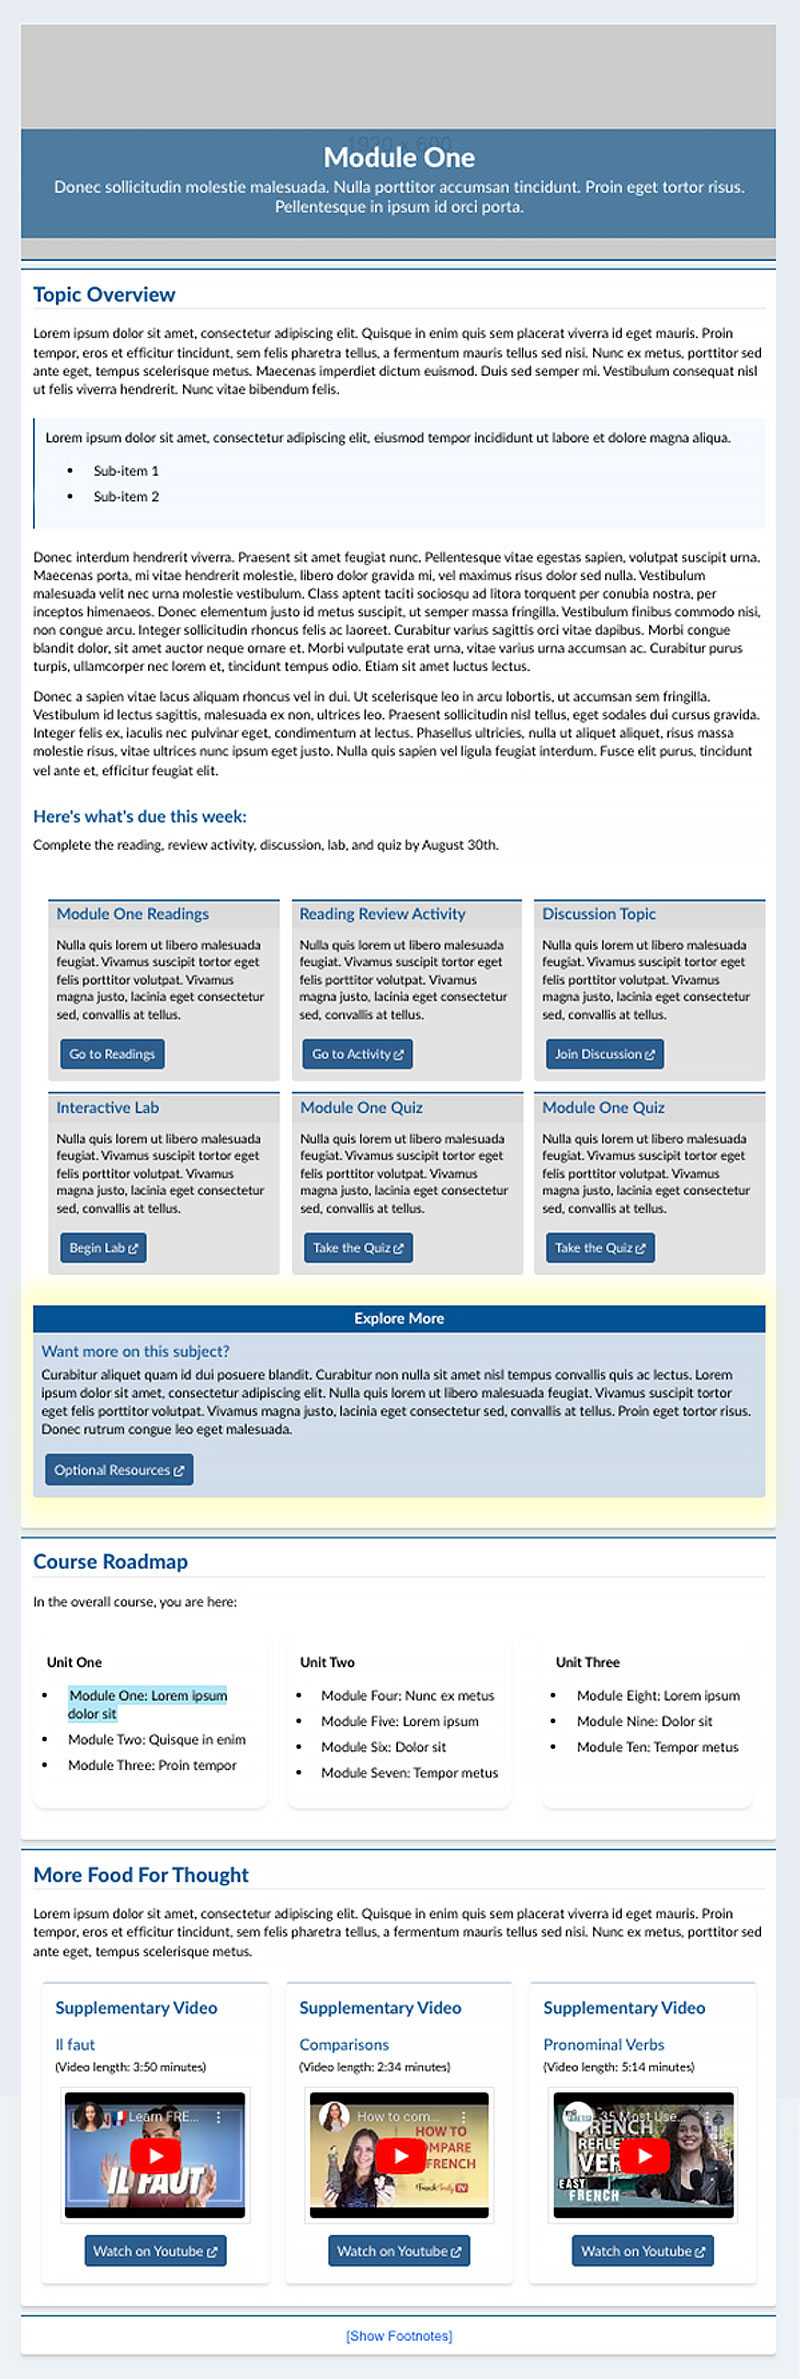 1920 x 600
Module One
Donec sollicitudin molestie malesuada. Nulla porttitor accumsan tincidunt. Proin eget tortor risus.
Pellentesque in ipsum id orci porta.
Topic Overview
Lorem ipsum dolor sit amet, consectetur adipiscing elit. Quisque in enim quis sem placerat viverra id eget mauris. Proin
tempor, eros et efficitur tincidunt, sem felis pharetra tellus, a fermentum mauris tellus sed nisi. Nunc ex metus, porttitor sed
ante eget, tempus scelerisque metus. Maecenas imperdiet dictum euismod. Duis sed semper mi. Vestibulum consequat nisl
ut felis viverra hendrerit. Nunc vitae bibendum felis.
Lorem ipsum dolor sit amet, consectetur adipiscing elit, eiusmod tempor incididunt ut labore et dolore magna aliqua.
• Sub-item 1
• Sub-item 2
Donec interdum hendrerit viverra. Praesent sit amet feugiat nunc. Pellentesque vitae egestas sapien, volutpat suscipit urna.
Maecenas porta, mi vitae hendrerit molestie, libero dolor gravida mi, vel maximus risus dolor sed nulla. Vestibulum
malesuada velit nec urna molestie vestibulum. Class aptent taciti sociosqu ad litora torquent per conubia nostra, per
inceptos himenaeos. Donec elementum justo id metus suscipit, ut semper massa fringilla. Vestibulum finibus commodo nisi,
non congue arcu. Integer sollicitudin rhoncus felis ac laoreet. Curabitur varius sagittis orci vitae dapibus. Morbi congue
blandit dolor, sit amet auctor neque ornare et. Morbi vulputate erat urna, vitae varius urna accumsan ac. Curabitur purus
turpis, ullamcorper nec lorem et, tincidunt tempus odio. Etiam sit amet luctus lectus.
Donec a sapien vitae lacus aliquam rhoncus vel in dui. Ut scelerisque leo in arcu lobortis, ut accumsan sem fringilla.
Vestibulum id lectus sagittis, malesuada ex non, ultrices leo. Praesent sollicitudin nisl tellus, eget sodales dui cursus gravida.
Integer felis ex, iaculis nec pulvinar eget, condimentum at lectus. Phasellus ultricies, nulla ut aliquet aliquet, risus massa
molestie risus, vitae ultrices nunc ipsum eget justo. Nulla quis sapien vel ligula feugiat interdum. Fusce elit purus, tincidunt
vel ante et, efficitur feugiat elit.
Here's what's due this week:
Complete the reading, review activity, discussion, lab, and quiz by August 30th.
Module One Readings
Nulla quis lorem ut libero malesuada
feugiat. Vivamus suscipit tortor eget
felis porttitor volutpat. Vivamus
magna justo, lacinia eget consectetur
sed, convallis at tellus.
Go to Readings
Reading Review Activity
Nulla quis lorem ut libero malesuada
feugiat. Vivamus suscipit tortor eget
felis porttitor volutpat. Vivamus
magna justo, lacinia eget consectetur
sed, convallis at tellus.
Go to Activity
Discussion Topic
Nulla quis lorem ut libero malesuada
feugiat. Vivamus suscipit tortor eget
felis porttitor volutpat. Vivamus
magna justo, lacinia eget consectetur
sed, convallis at tellus.
Join Discussion
Interactive Lab
Nulla quis lorem ut libero malesuada
feugiat. Vivamus suscipit tortor eget
felis porttitor volutpat. Vivamus
magna justo, lacinia eget consectetur
sed, convallis at tellus.
Begin Lab
Module One Quiz
Nulla quis lorem ut libero malesuada
feugiat. Vivamus suscipit tortor eget
felis porttitor volutpat. Vivamus
magna justo, lacinia eget consectetur
sed, convallis at tellus.
Take the Quiz
Module One Quiz
Nulla quis lorem ut libero malesuada
feugiat. Vivamus suscipit tortor eget
felis porttitor volutpat. Vivamus
magna justo, lacinia eget consectetur
sed, convallis at tellus.
Take the Quiz
Explore More
Want more on this subject?
Curabitur aliquet quam id dui posuere blandit. Curabitur non nulla sit amet nisl tempus convallis quis ac lectus. Lorem
ipsum dolor sit amet, consectetur adipiscing elit. Nulla quis lorem ut libero malesuada feugiat. Vivamus suscipit tortor
eget felis porttitor volutpat. Vivamus magna justo, lacinia eget consectetur sed, convallis at tellus. Proin eget tortor risus.
Donec rutrum congue leo eget malesuada.
Optional Resources
Course Roadmap
In the overall course, you are here:
Unit One
• Module One: Lorem ipsum
dolor sit
• Module Two: Quisque in enim
• Module Three: Proin tempor
Unit Two
• Module Four: Nunc ex metus
• Module Five: Lorem ipsum
• Module Six: Dolor sit
• Module Seven: Tempor metus
Unit Three
• Module Eight: Lorem ipsum
• Module Nine: Dolor sit
• Module Ten: Tempor metus
More Food For Thought
Lorem ipsum dolor sit amet, consectetur adipiscing elit. Quisque in enim quis sem placerat viverra id eget mauris. Proin
tempor, eros et efficitur tincidunt, sem felis pharetra tellus, a fermentum mauris tellus sed nisi. Nunc ex metus, porttitor sed
ante eget, tempus scelerisque metus.
Supplementary Video
Il faut
(Video length: 3:50 minutes)
Learn FRE...
IL FAUT
Watch on Youtube
Supplementary Video
Comparisons
(Video length: 2:34 minutes)
How to com...
HOW TO
COMPARE
FRENCH
Watch on Youtube
Supplementary Video
Pronominal Verbs
(Video length: 5:14 minutes)
35 Most Use...
FRENCH
EASY
FRENCH
Watch on Youtube
[Show Footnotes]